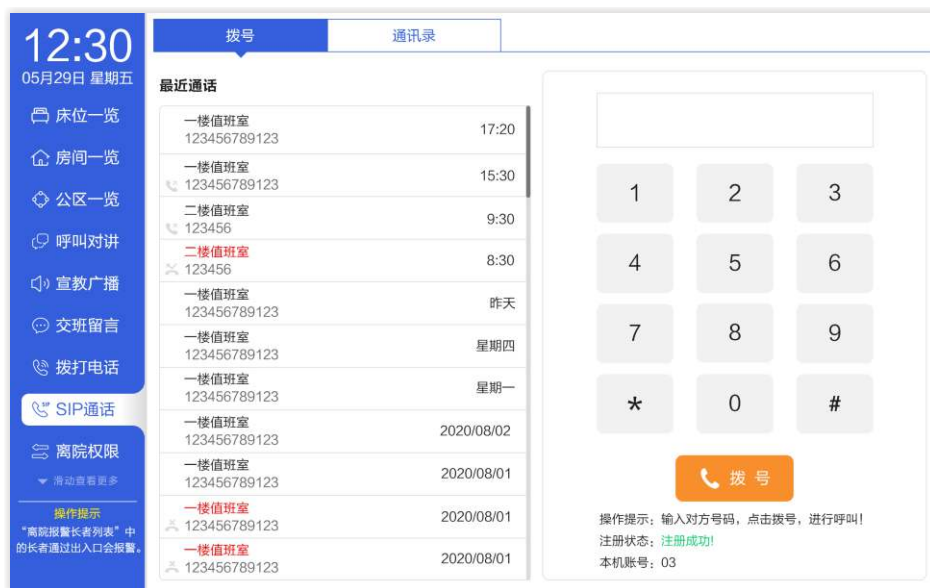 12:30
05月29日 星期五
床位一览
房间一览
公区一览
呼叫对讲
宣教广播
交班留言
拨打电话
SIP通话
离院权限
滑动查看更多
操作提示
“离院报警长者列表”中
的长者通过出入口会报警。
拨号
通讯录
最近通话
一楼值班室
123456789123
17:20
一楼值班室
123456789123
15:30
二楼值班室
123456
9:30
二楼值班室
123456
8:30
一楼值班室
123456789123
昨天
一楼值班室
123456789123
星期四
一楼值班室
123456789123
星期一
一楼值班室
123456789123
2020/08/02
一楼值班室
123456789123
2020/08/01
一楼值班室
123456789123
2020/08/01
一楼值班室
123456789123
2020/08/01
1 2 3
4 5 6
7 8 9
* 0 #
拨 号
操作提示：输入对方号码，点击拨号，进行呼叫！
注册状态：注册成功!
本机账号：03